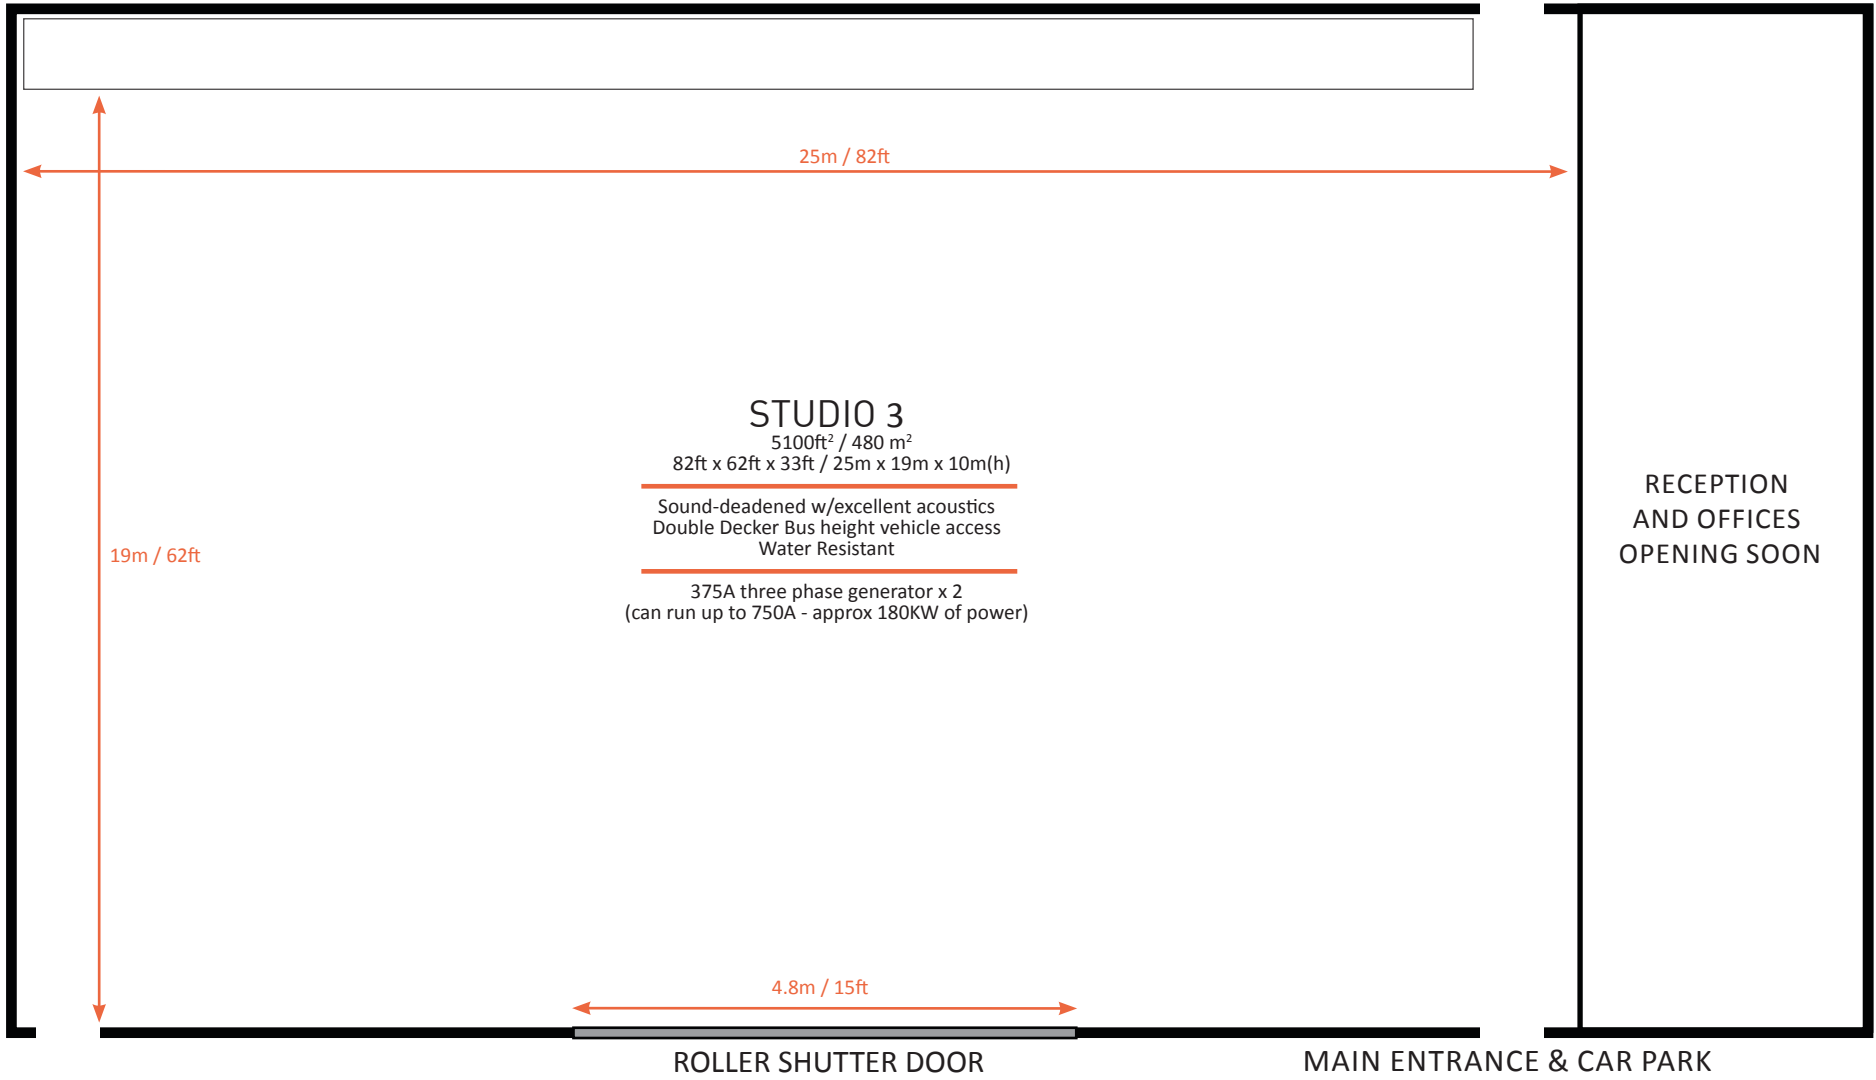 25m / 82ft
STUDIO 3
5100ft² / 480 m²
82ft x 62ft x 33ft / 25m x 19m x 10m(h)
Sound-deadened w/excellent acoustics
Double Decker Bus height vehicle access
Water Resistant
375A three phase generator x 2
(can run up to 750A - approx 180KW of power)
19m / 62ft
RECEPTION
AND OFFICES
OPENING SOON
4.8m / 15ft
ROLLER SHUTTER DOOR
MAIN ENTRANCE & CAR PARK